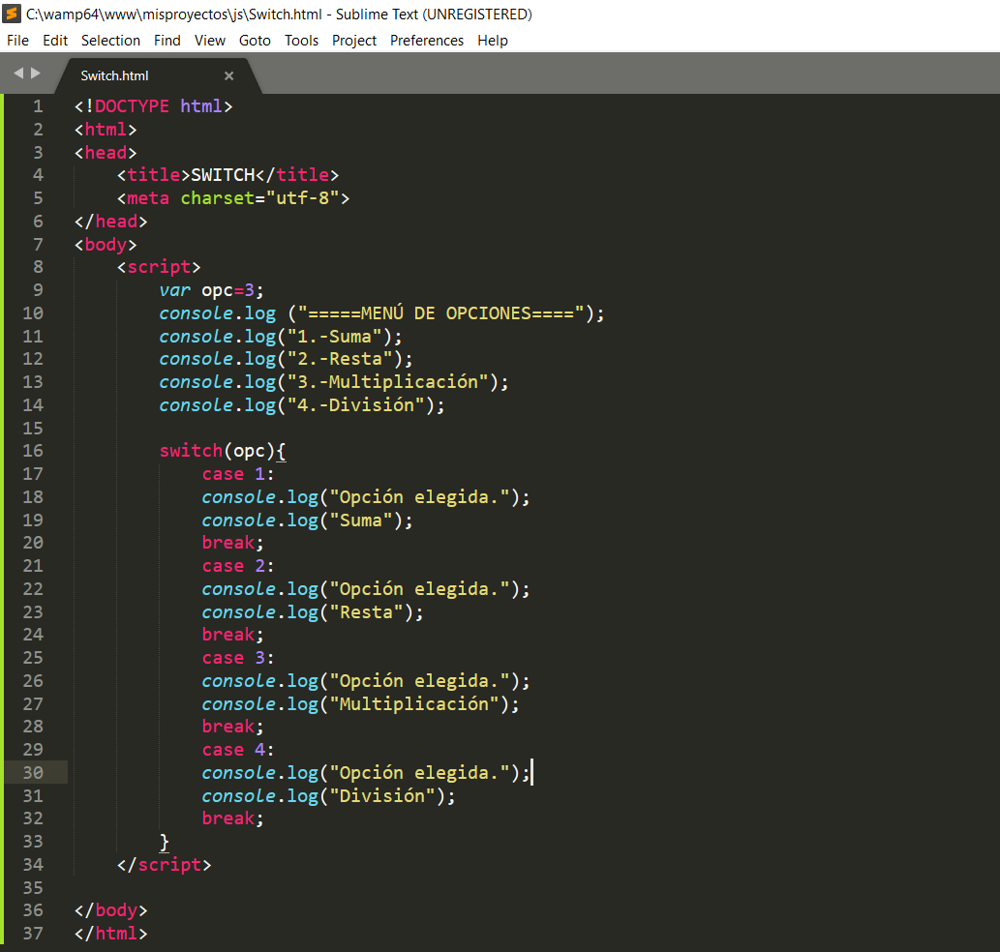 C:\wamp64\www\misproyectos\js\Switch.html - Sublime Text (UNREGISTERED)
File Edit Selection Find View Goto Tools Project Preferences Help
Switch.html ×
1 <!DOCTYPE html>
2 <html>
3 <head>
4 <title>SWITCH</title>
5 <meta charset="utf-8">
6 </head>
7 <body>
8 <script>
9 var opc=3;
10 console.log ("=====MENÚ DE OPCIONES====");
11 console.log("1.-Suma");
12 console.log("2.-Resta");
13 console.log("3.-Multiplicación");
14 console.log("4.-División");
15
16 switch(opc){
17 case 1:
18 console.log("Opción elegida.");
19 console.log("Suma");
20 break;
21 case 2:
22 console.log("Opción elegida.");
23 console.log("Resta");
24 break;
25 case 3:
26 console.log("Opción elegida.");
27 console.log("Multiplicación");
28 break;
29 case 4:
30 console.log("Opción elegida.");
31 console.log("División");
32 break;
33 }
34 </script>
35
36 </body>
37 </html>